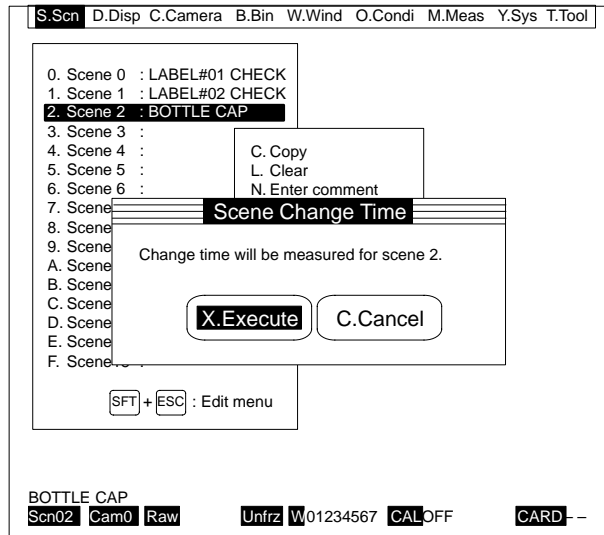 S.Scn D.Disp C.Camera B.Bin W.Wind O.Condi M.Meas Y.Sys T.Tool
0. Scene 0 : LABEL#01 CHECK
1. Scene 1 : LABEL#02 CHECK
2. Scene 2 : BOTTLE CAP
3. Scene 3 :
4. Scene 4 :
5. Scene 5 :
6. Scene 6 :
7. Scene
8. Scene
9. Scene
A. Scene
B. Scene
C. Scene
D. Scene
E. Scene
F. Scene
C. Copy
L. Clear
N. Enter comment
Scene Change Time
Change time will be measured for scene 2.
X.Execute C.Cancel
SFT + ESC : Edit menu
BOTTLE CAP
Scn02 Cam0 Raw Unfrz W01234567 CALOFF CARD– –